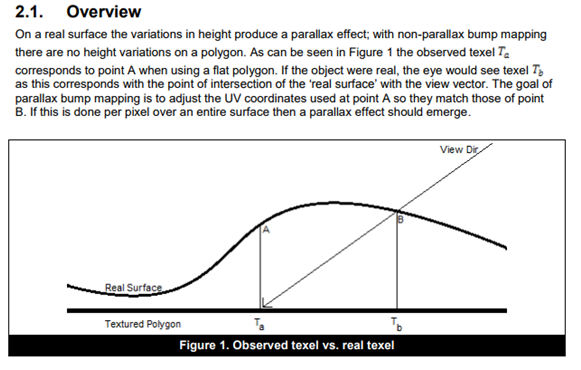 2.1. Overview
On a real surface the variations in height produce a parallax effect; with non-parallax bump mapping
there are no height variations on a polygon. As can be seen in Figure 1 the observed texel Ta
corresponds to point A when using a flat polygon. If the object were real, the eye would see texel Tb
as this corresponds with the point of intersection of the ‘real surface’ with the view vector. The goal of
parallax bump mapping is to adjust the UV coordinates used at point A so they match those of point
B. If this is done per pixel over an entire surface then a parallax effect should emerge.
View Dir
A
B
Real Surface
Textured Polygon
Ta
Tb
Figure 1. Observed texel vs. real texel